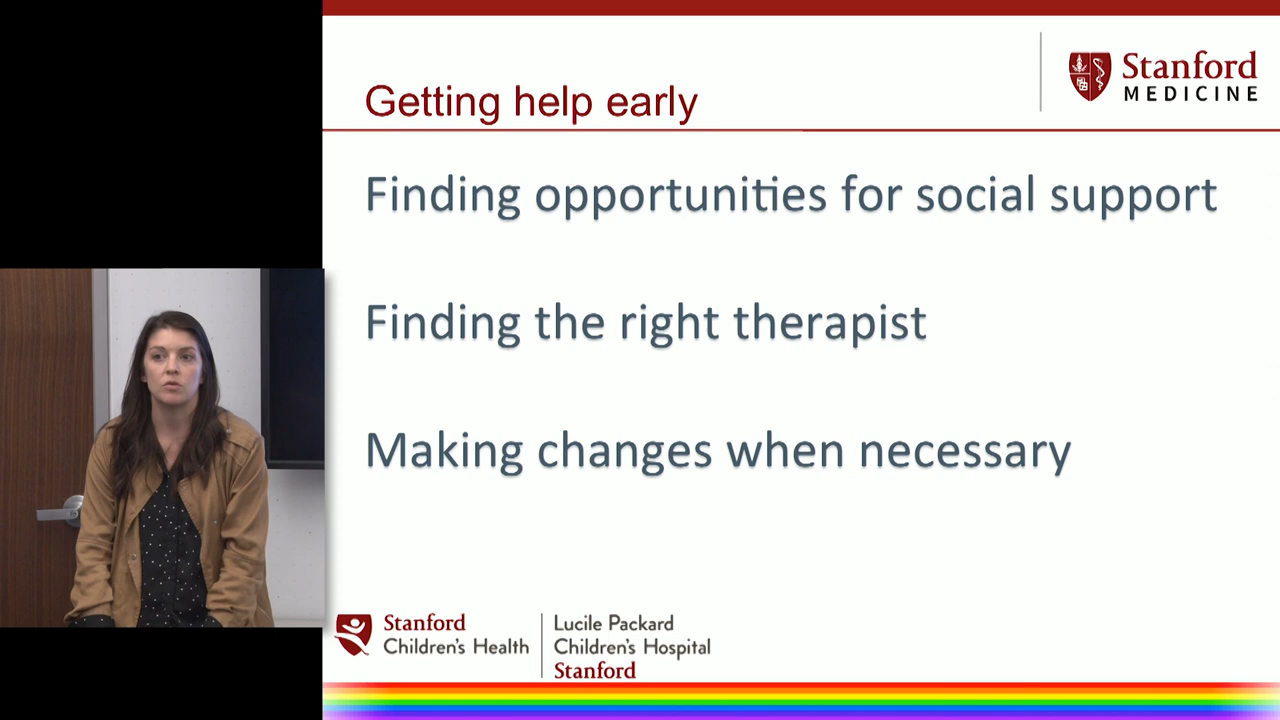 Getting help early
Stanford
MEDICINE
Finding opportunities for social support
Finding the right therapist
Making changes when necessary
Stanford
Children's Health
Lucile Packard
Children's Hospital
Stanford